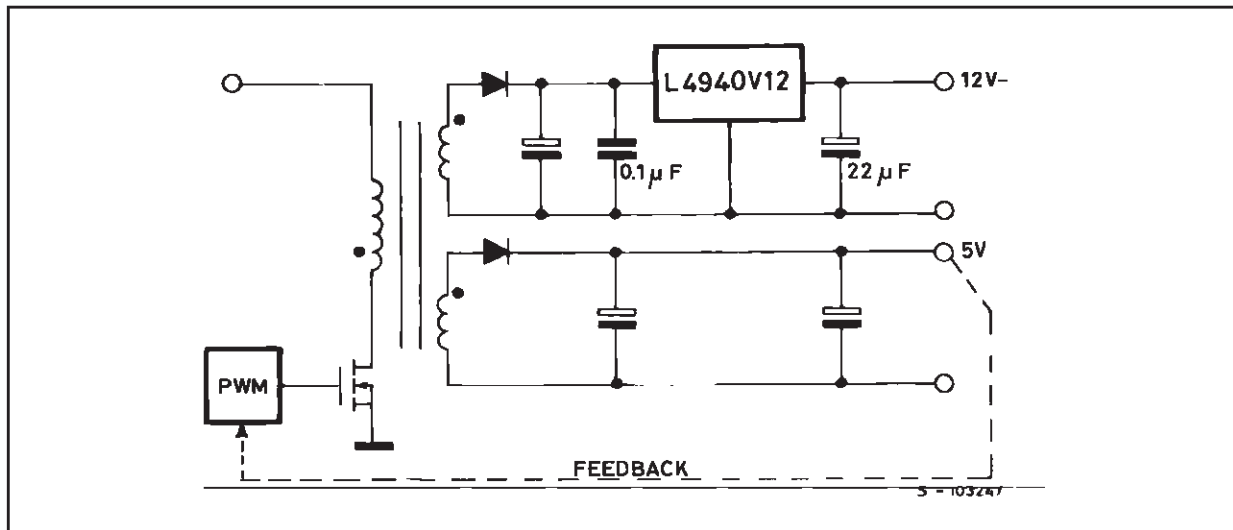 L4940V12
12V-
0.1µF
22µF
5V
PWM
FEEDBACK
S - 103247